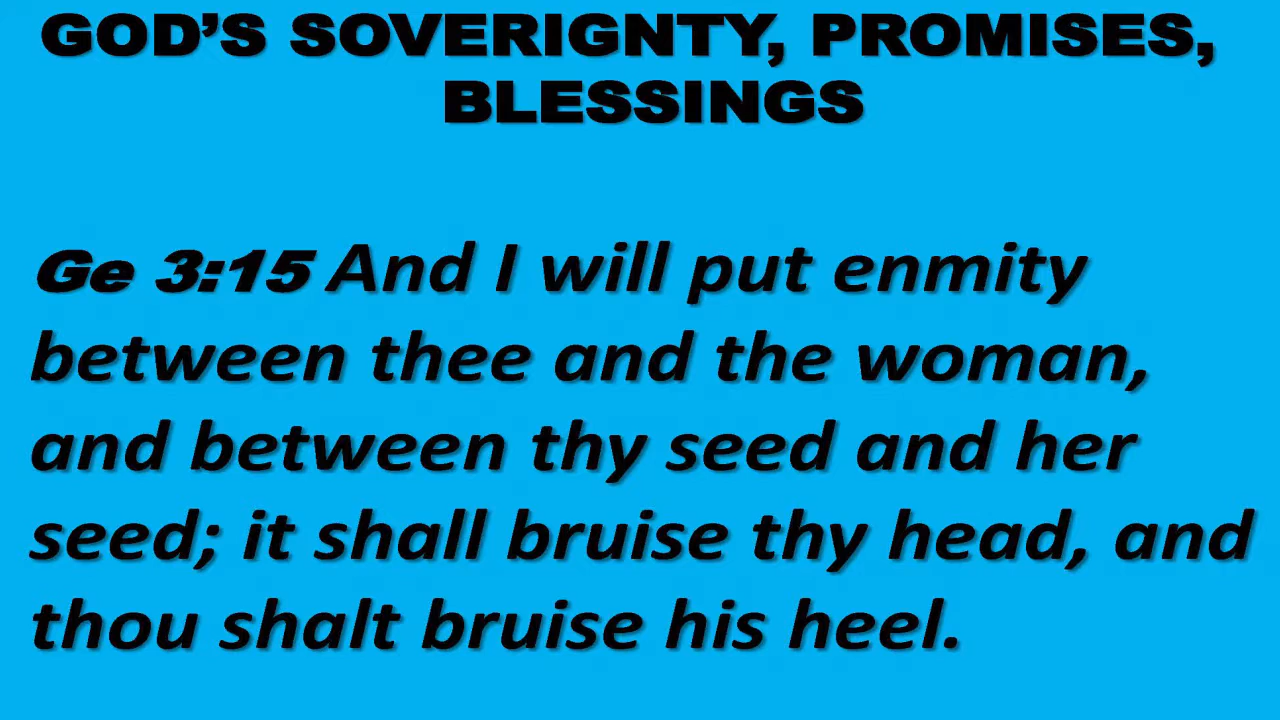 GOD’S SOVERIGNTY, PROMISES,
BLESSINGS
Ge 3:15 And I will put enmity
between thee and the woman,
and between thy seed and her
seed; it shall bruise thy head, and
thou shalt bruise his heel.